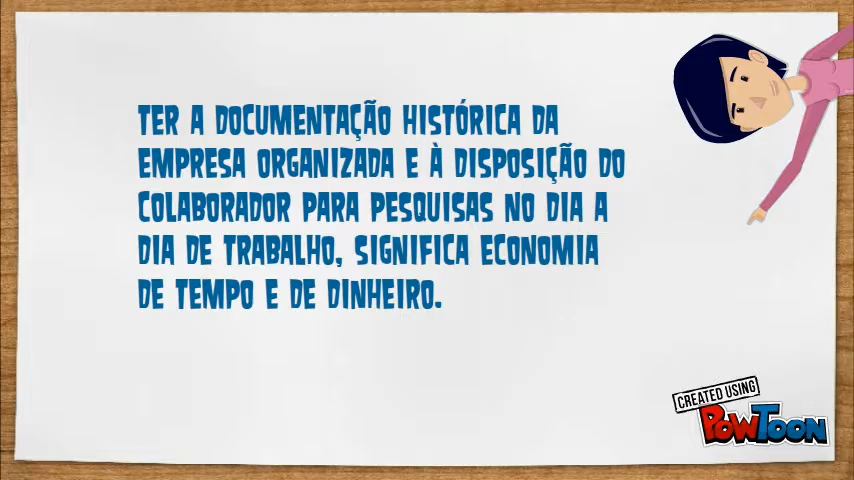 TER A DOCUMENTAÇÃO HISTÓRICA DA
EMPRESA ORGANIZADA E À DISPOSIÇÃO DO
COLABORADOR PARA PESQUISAS NO DIA A
DIA DE TRABALHO, SIGNIFICA ECONOMIA
DE TEMPO E DE DINHEIRO.
CREATED USING
POWTOON